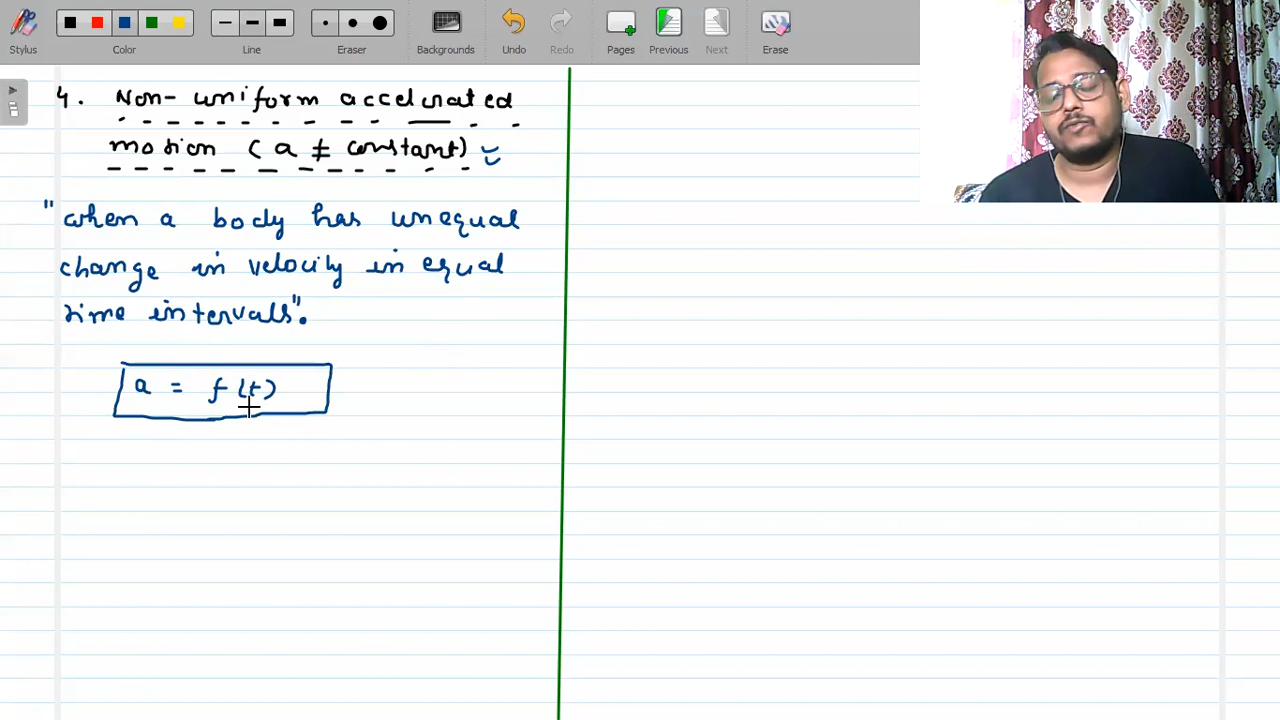 Stylus
Color
Line
Eraser
Backgrounds
Undo
Redo
Pages
Previous
Next
Erase
4. Non-uniform accelerated
motion (a ≠ constant)
"when a body has unequal
change in velocity in equal
time intervals".
a = f(t)